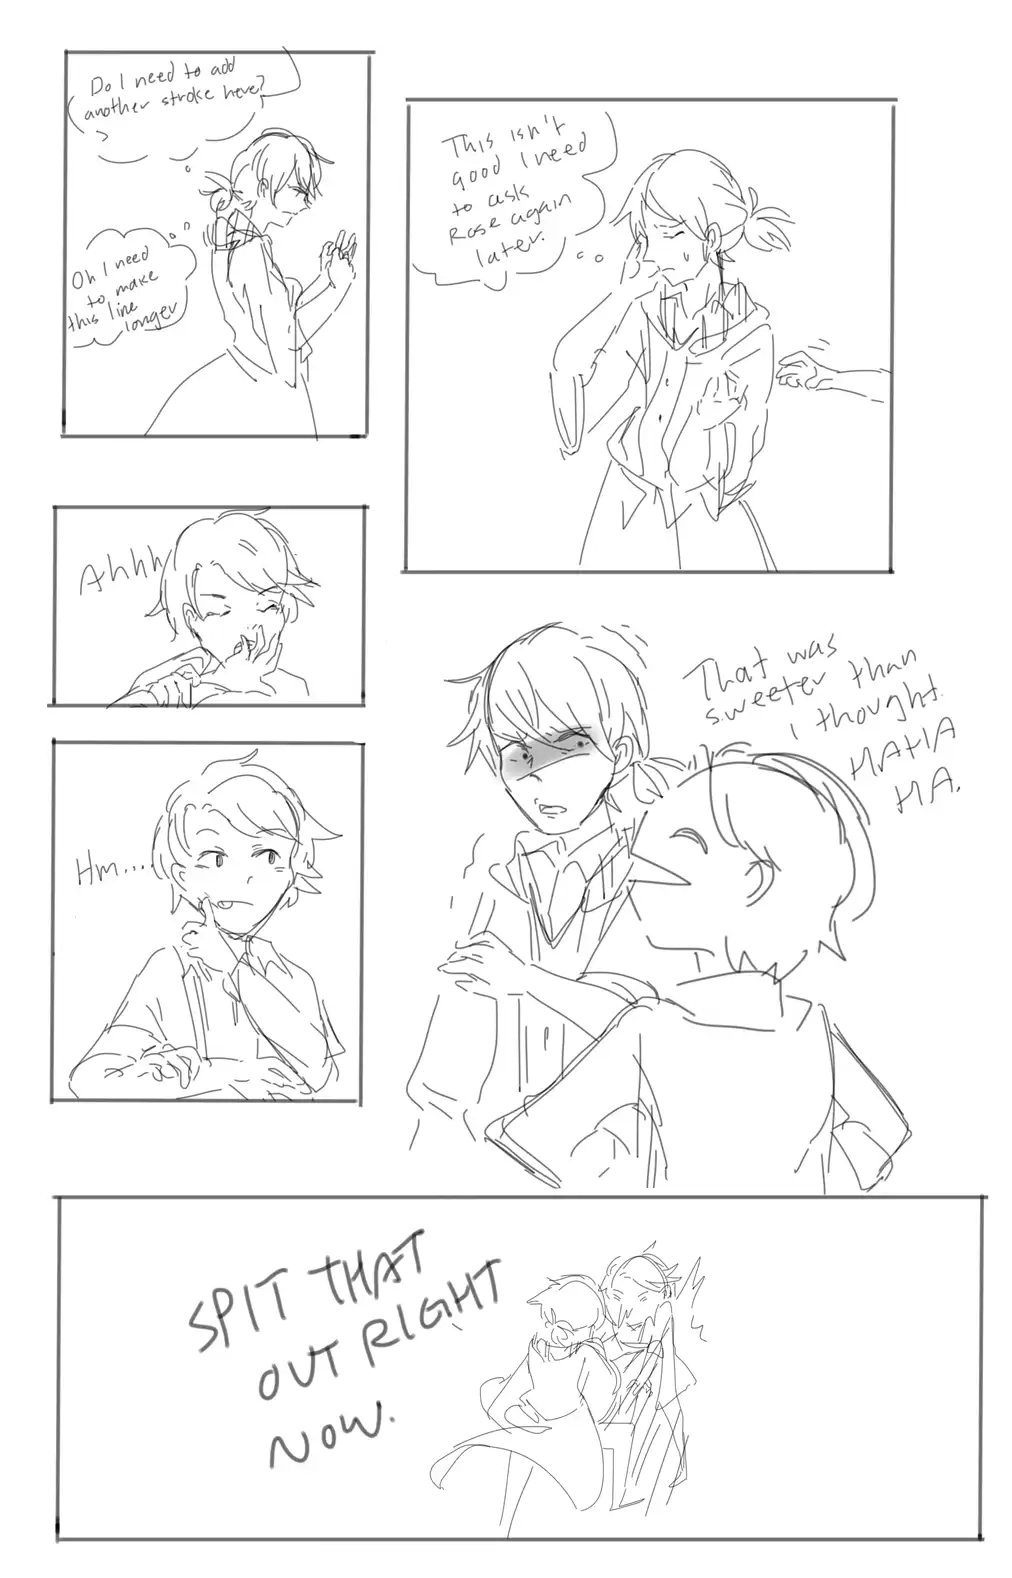 Do I need to add
another stroke here?
Oh I need
to make
this line
longer
This isn't
good I need
to ask
Rose again
later.
Ahhh
Hm....
That was
sweeter than
I thought.
HAHA
HA.
SPIT THAT
OUT RIGHT
NOW.